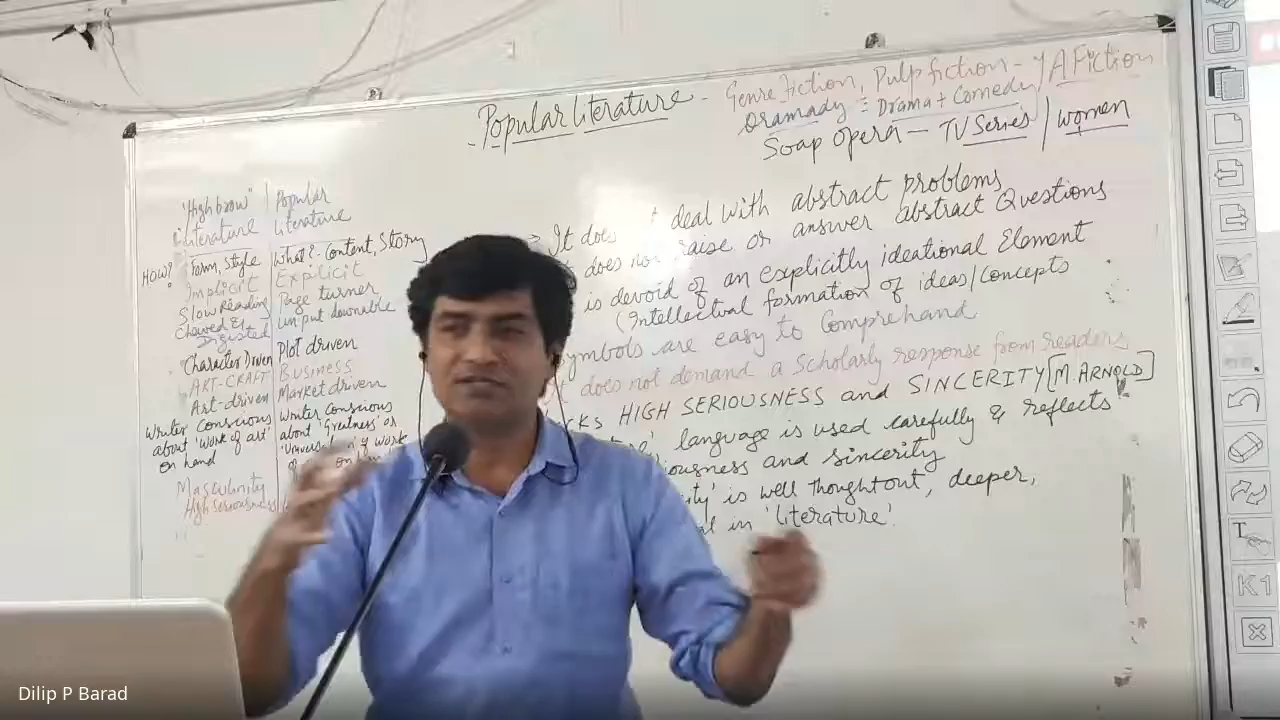 Popular Literature - Genre Fiction, Pulp fiction - YA Fiction
Dramady = Drama + Comedy
Soap opera - TV Series / women
"High brow" | Popular
Literature | Literature
HOW? Form, Style | What? - Content, Story
Implicit | Explicit
Slow Reading | Page turner
Chewed & Digested | un put downable
Character Driven | Plot driven
ART-CRAFT | Business
Art-driven | Market driven
Writer conscious | Writer Conscious
about 'work of art' | about 'Greatness' or
on hand | of work
Masculinity
High seriousness
→ It does deal with abstract problems
does not raise or answer abstract Questions
is devoid of an explicitly ideational Element
(Intellectual formation of ideas/concepts
symbols are easy to Comprehend
It does not demand a scholarly response from readers
HIGH SERIOUSNESS and SINCERITY [M. ARNOLD]
language is used carefully & reflects
and sincerity
is well thought out, deeper,
in 'literature'.
K1
Dilip P Barad